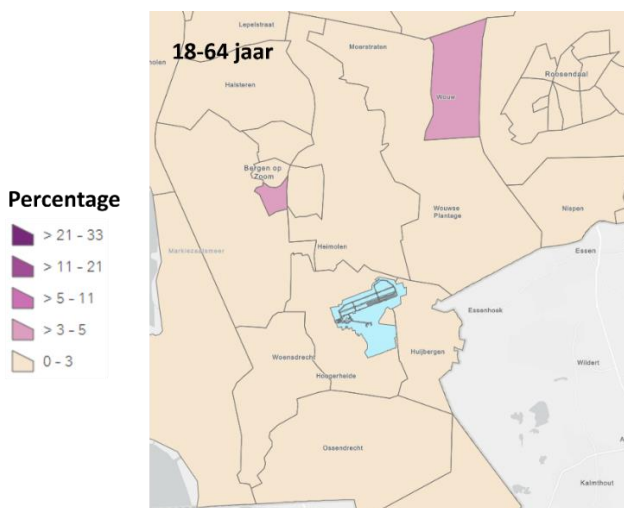 Lepelstraat
18-64 jaar
Moerstraten
Roosendaal
Halsteren
Wouw
Bergen op
Zoom
Percentage
> 21 - 33
> 11 - 21
> 5 - 11
> 3 - 5
0 - 3
Wouwse
Plantage
Nispen
Markiezaatsmeer
Heimolen
Essen
Essenhoek
Woensdrecht
Huijbergen
Hoogerheide
Wildert
Ossendrecht
Kalmthout